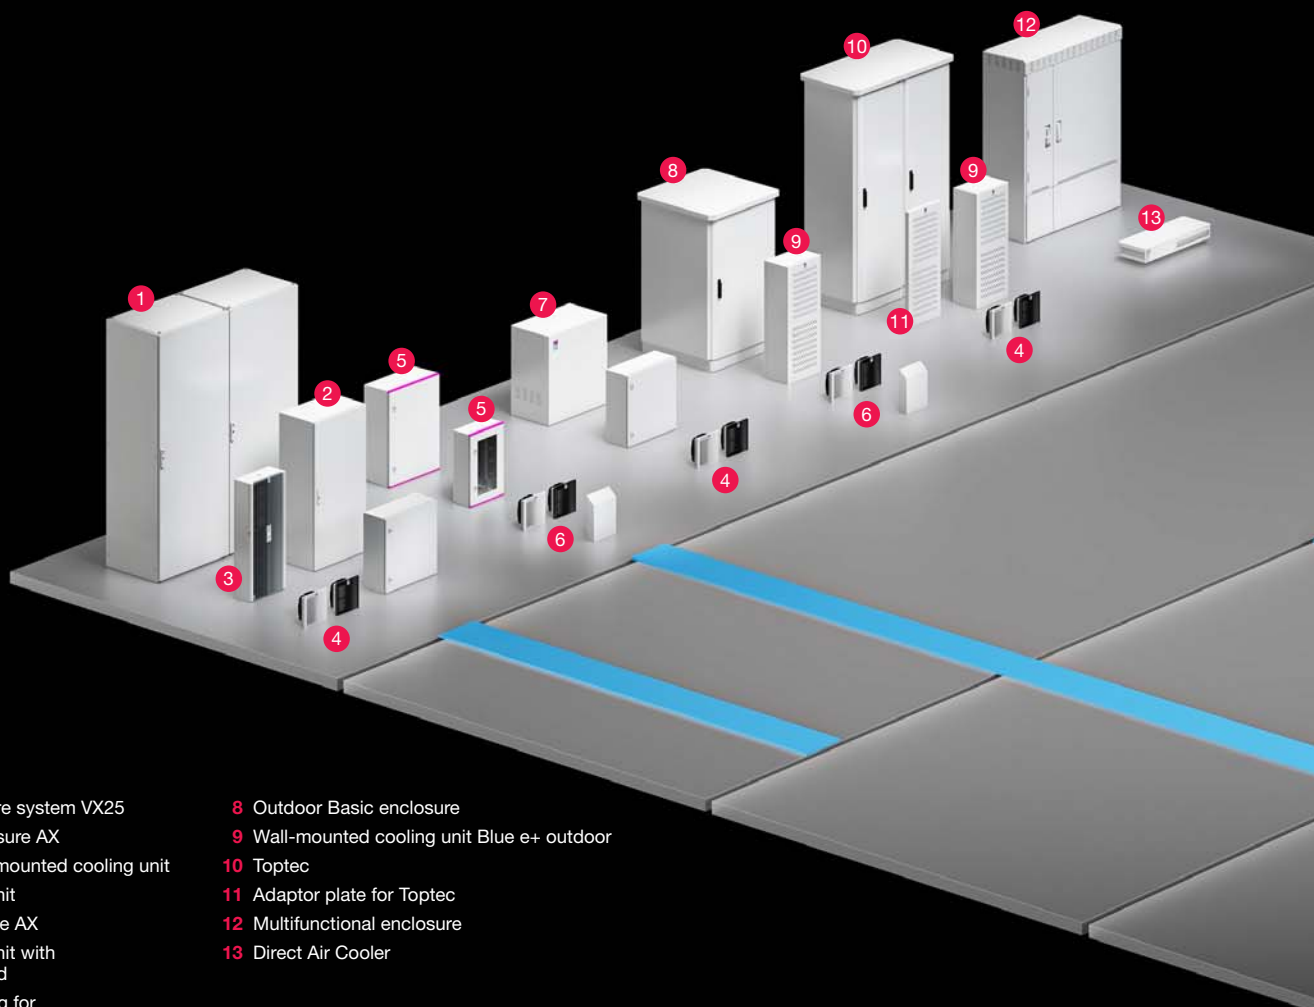 12
10
8
9
9
13
1
7
11
5
4
2
5
6
4
6
3
4
re system VX25
sure AX
mounted cooling unit
nit
e AX
nit with
d
g for
8 Outdoor Basic enclosure
9 Wall-mounted cooling unit Blue e+ outdoor
10 Toptec
11 Adaptor plate for Toptec
12 Multifunctional enclosure
13 Direct Air Cooler